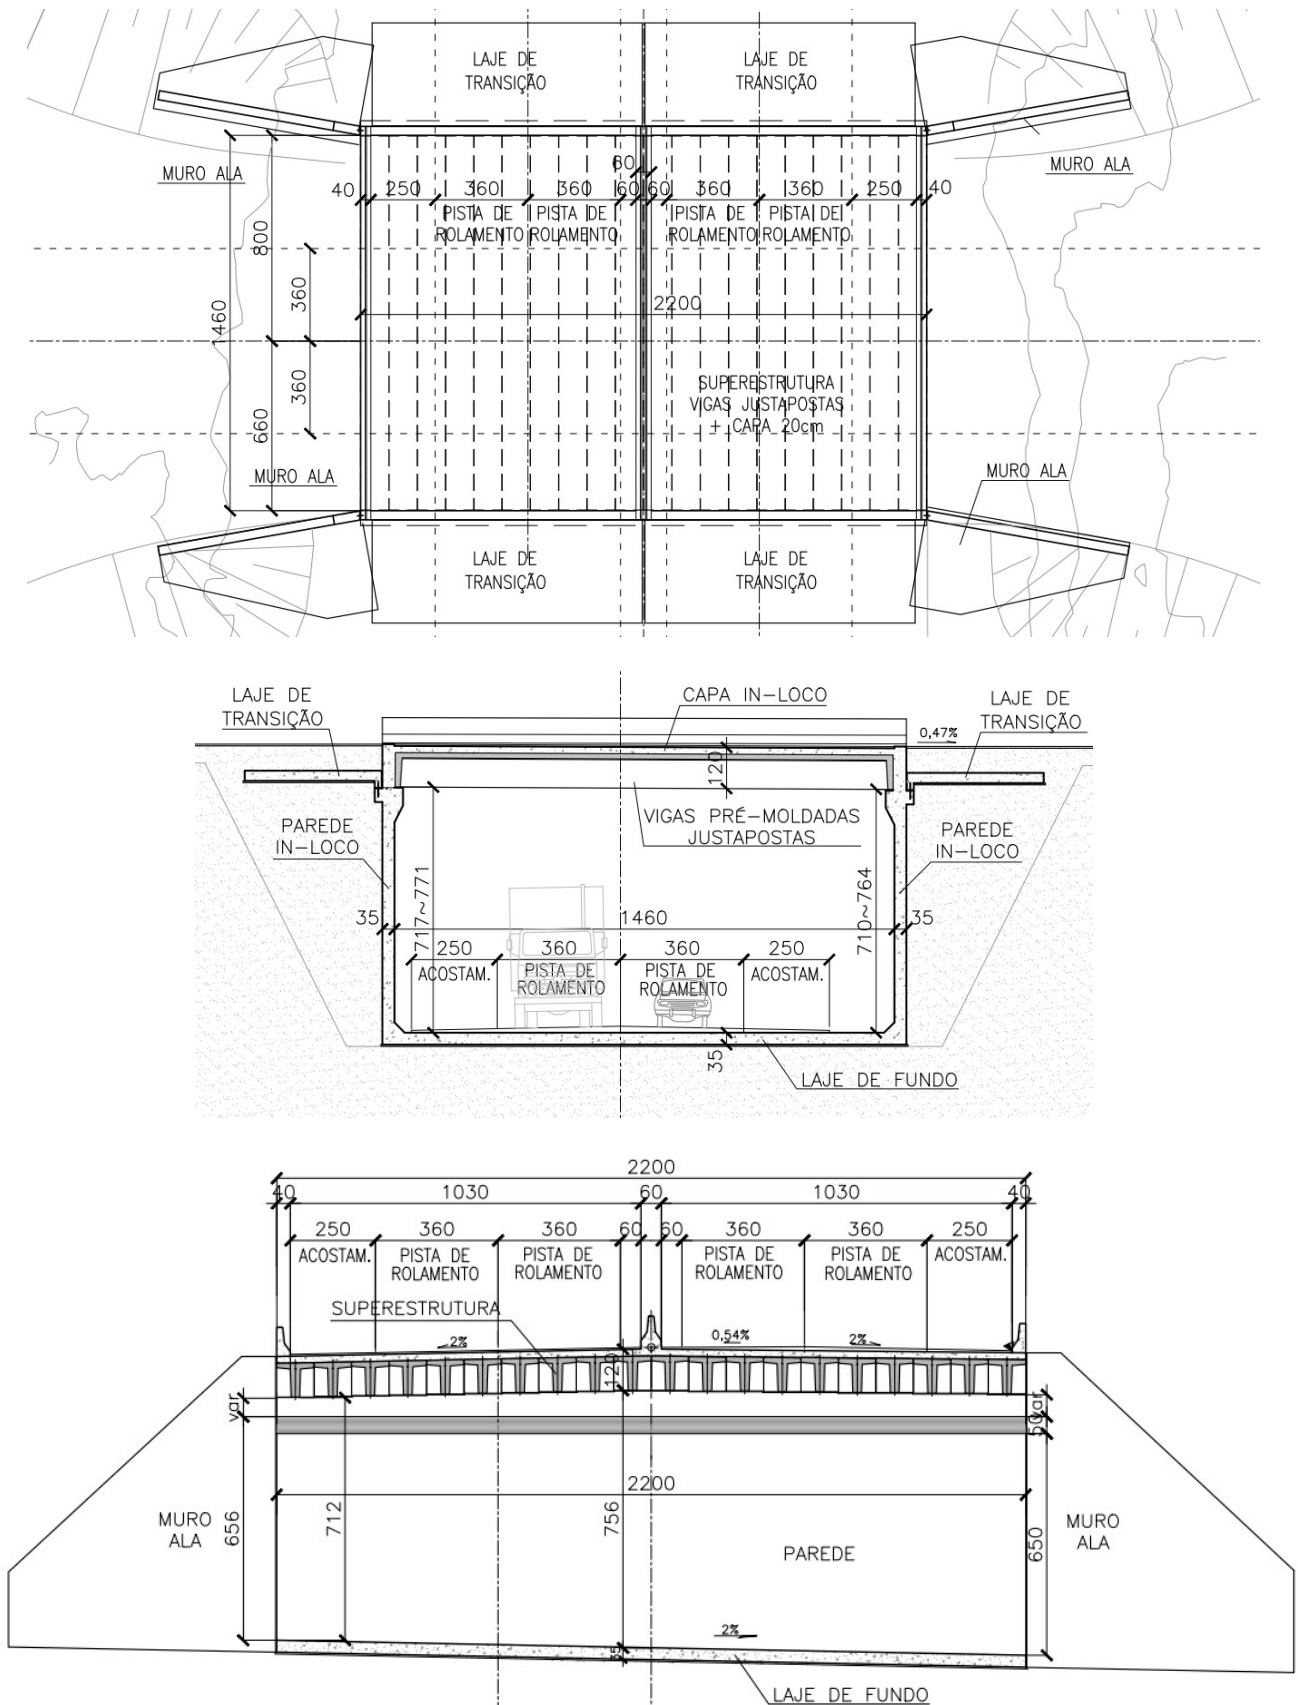 LAJE DE
TRANSIÇÃO
LAJE DE
TRANSIÇÃO
MURO ALA
MURO ALA
60
40
250
360
360
60
60
360
360
250
40
PISTA DE
ROLAMENTO
PISTA DE
ROLAMENTO
PISTA DE
ROLAMENTO
PISTA DE
ROLAMENTO
800
360
1460
2200
360
660
SUPERESTRUTURA
VIGAS JUSTAPOSTAS
+ CAPA 20cm
MURO ALA
MURO ALA
LAJE DE
TRANSIÇÃO
LAJE DE
TRANSIÇÃO
LAJE DE
TRANSIÇÃO
CAPA IN-LOCO
LAJE DE
TRANSIÇÃO
0,47%
120
VIGAS PRÉ-MOLDADAS
JUSTAPOSTAS
PAREDE
IN-LOCO
PAREDE
IN-LOCO
717~771
710~764
35
1460
35
250
360
360
250
ACOSTAM.
PISTA DE
ROLAMENTO
PISTA DE
ROLAMENTO
ACOSTAM.
35
LAJE DE FUNDO
2200
40
1030
60
1030
40
250
360
360
60
60
360
360
250
ACOSTAM.
PISTA DE
ROLAMENTO
PISTA DE
ROLAMENTO
PISTA DE
ROLAMENTO
PISTA DE
ROLAMENTO
ACOSTAM.
SUPERESTRUTURA
2%
0,54%
2%
120
var
var
50
2200
MURO
ALA
656
712
756
PAREDE
650
MURO
ALA
2%
35
LAJE DE FUNDO